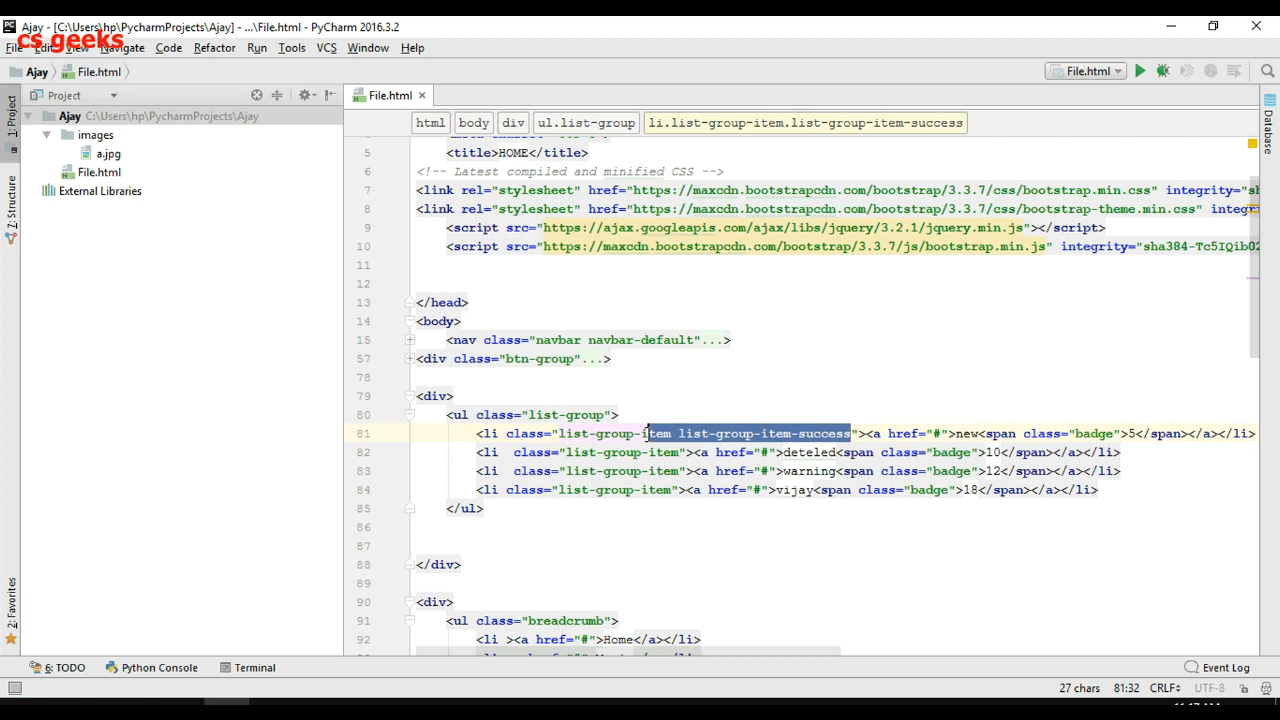 Ajay - [C:\Users\hp\PycharmProjects\Ajay] - ...\File.html - PyCharm 2016.3.2
cs geeks
File Edit View Navigate Code Refactor Run Tools VCS Window Help
Ajay File.html File.html
Project File.html
1: Project
Z: Structure
2: Favorites
Database
Ajay C:\Users\hp\PycharmProjects\Ajay
images
a.jpg
File.html
External Libraries
html body div ul.list-group li.list-group-item.list-group-item-success
5 <title>HOME</title>
6 <!-- Latest compiled and minified CSS -->
7 <link rel="stylesheet" href="https://maxcdn.bootstrapcdn.com/bootstrap/3.3.7/css/bootstrap.min.css" integrity="sh
8 <link rel="stylesheet" href="https://maxcdn.bootstrapcdn.com/bootstrap/3.3.7/css/bootstrap-theme.min.css" integr
9 <script src="https://ajax.googleapis.com/ajax/libs/jquery/3.2.1/jquery.min.js"></script>
10 <script src="https://maxcdn.bootstrapcdn.com/bootstrap/3.3.7/js/bootstrap.min.js" integrity="sha384-Tc5IQib02
11
12
13 </head>
14 <body>
15 <nav class="navbar navbar-default"...>
57 <div class="btn-group"...>
78
79 <div>
80 <ul class="list-group">
81 <li class="list-group-item list-group-item-success"><a href="#">new<span class="badge">5</span></a></li>
82 <li  class="list-group-item"><a href="#">deteled<span class="badge">10</span></a></li>
83 <li  class="list-group-item"><a href="#">warning<span class="badge">12</span></a></li>
84 <li class="list-group-item"><a href="#">vijay<span class="badge">18</span></a></li>
85 </ul>
86
87
88 </div>
89
90 <div>
91 <ul class="breadcrumb">
92 <li ><a href="#">Home</a></li>
6: TODO Python Console Terminal Event Log
27 chars 81:32 CRLF UTF-8